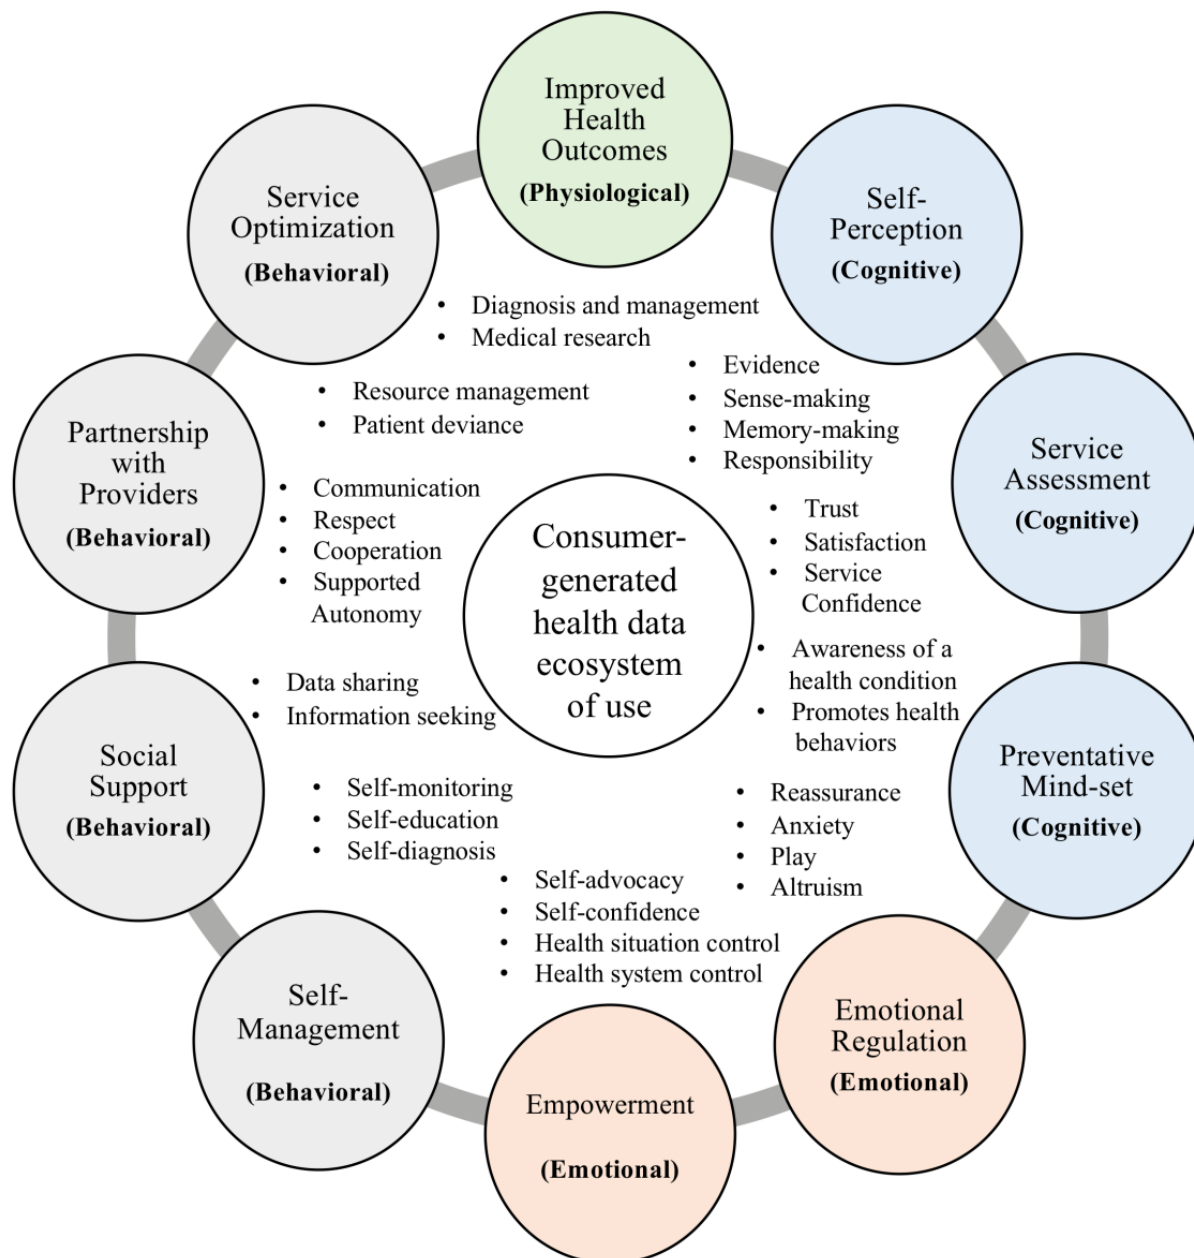 Improved
Health
Outcomes
(Physiological)
Self-
Perception
(Cognitive)
Service
Assessment
(Cognitive)
Preventative
Mind-set
(Cognitive)
Emotional
Regulation
(Emotional)
Empowerment
(Emotional)
Self-
Management
(Behavioral)
Social
Support
(Behavioral)
Partnership
with
Providers
(Behavioral)
Service
Optimization
(Behavioral)
• Diagnosis and management
• Medical research
• Evidence
• Sense-making
• Memory-making
• Responsibility
• Trust
• Satisfaction
• Service
Confidence
• Awareness of a
health condition
• Promotes health
behaviors
• Reassurance
• Anxiety
• Play
• Altruism
• Self-advocacy
• Self-confidence
• Health situation control
• Health system control
• Self-monitoring
• Self-education
• Self-diagnosis
• Data sharing
• Information seeking
• Communication
• Respect
• Cooperation
• Supported
Autonomy
• Resource management
• Patient deviance
Consumer-
generated
health data
ecosystem
of use